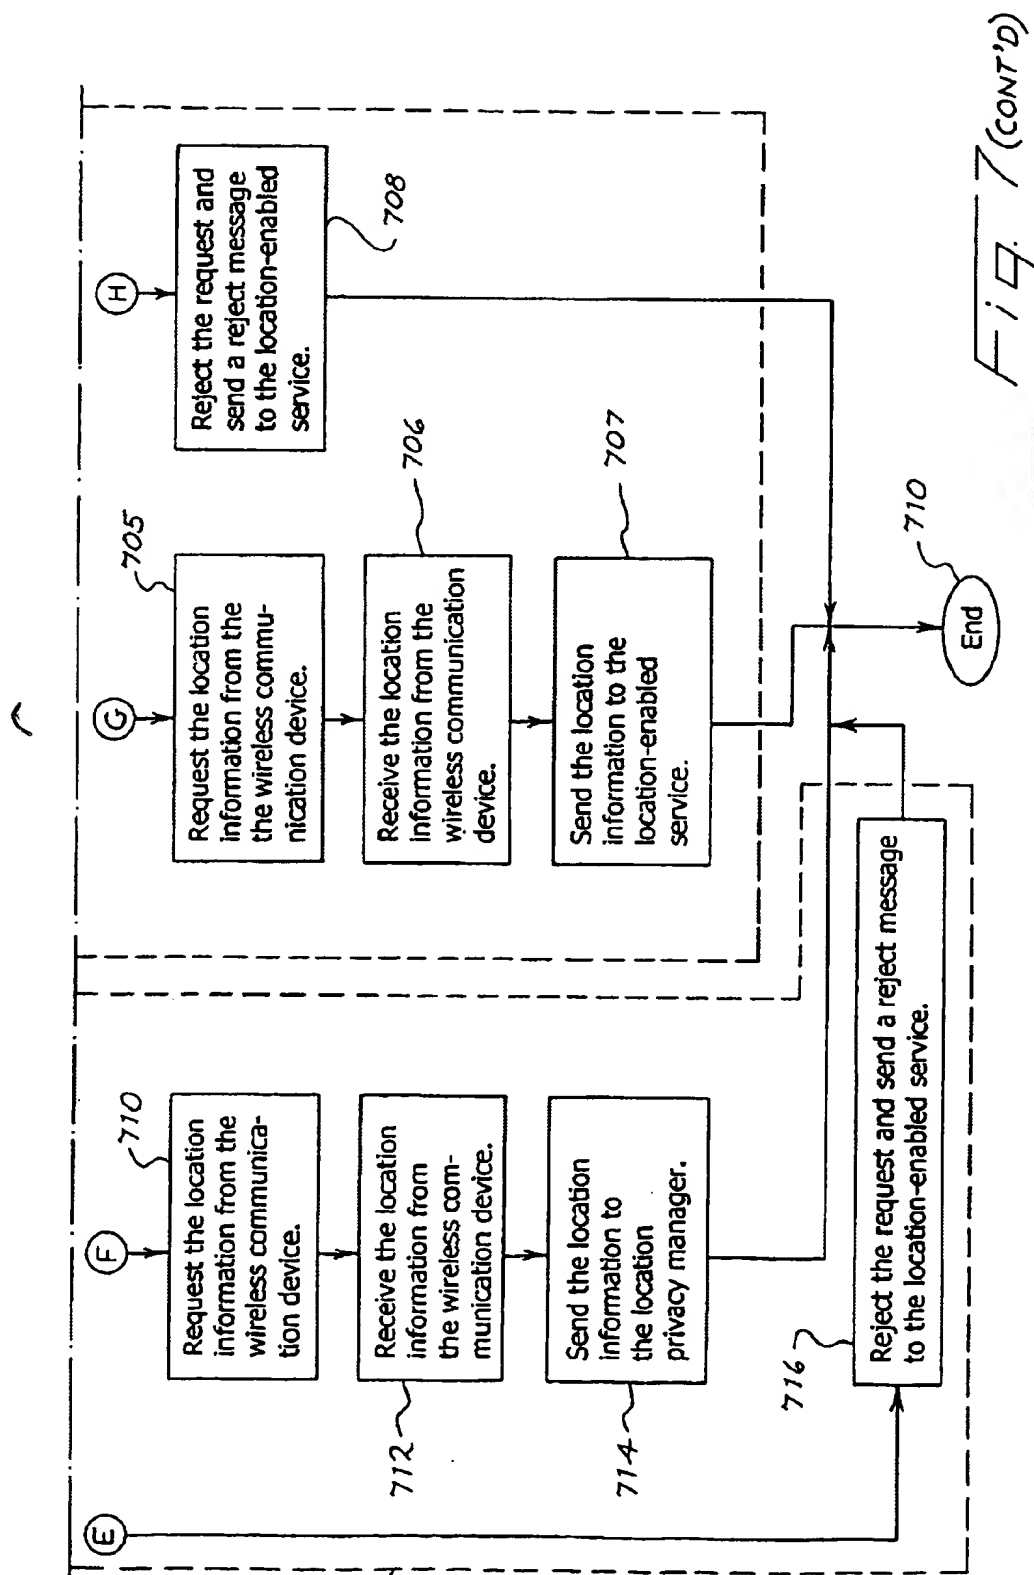 E
F
G
H
710
Request the location
information from the
wireless communica-
tion device.
712
Receive the location
information from
the wireless com-
munication device.
714
Send the location
information to
the location
privacy manager.
716
Reject the request and send a reject message
to the location-enabled service.
705
Request the location
information from the
the wireless commu-
nication device.
706
Receive the location
information from the
wireless communication
device.
707
Send the location
information to the
location-enabled
service.
708
Reject the request and
send a reject message
to the location-enabled
service.
710
End
Fig. 7 (CONT'D)